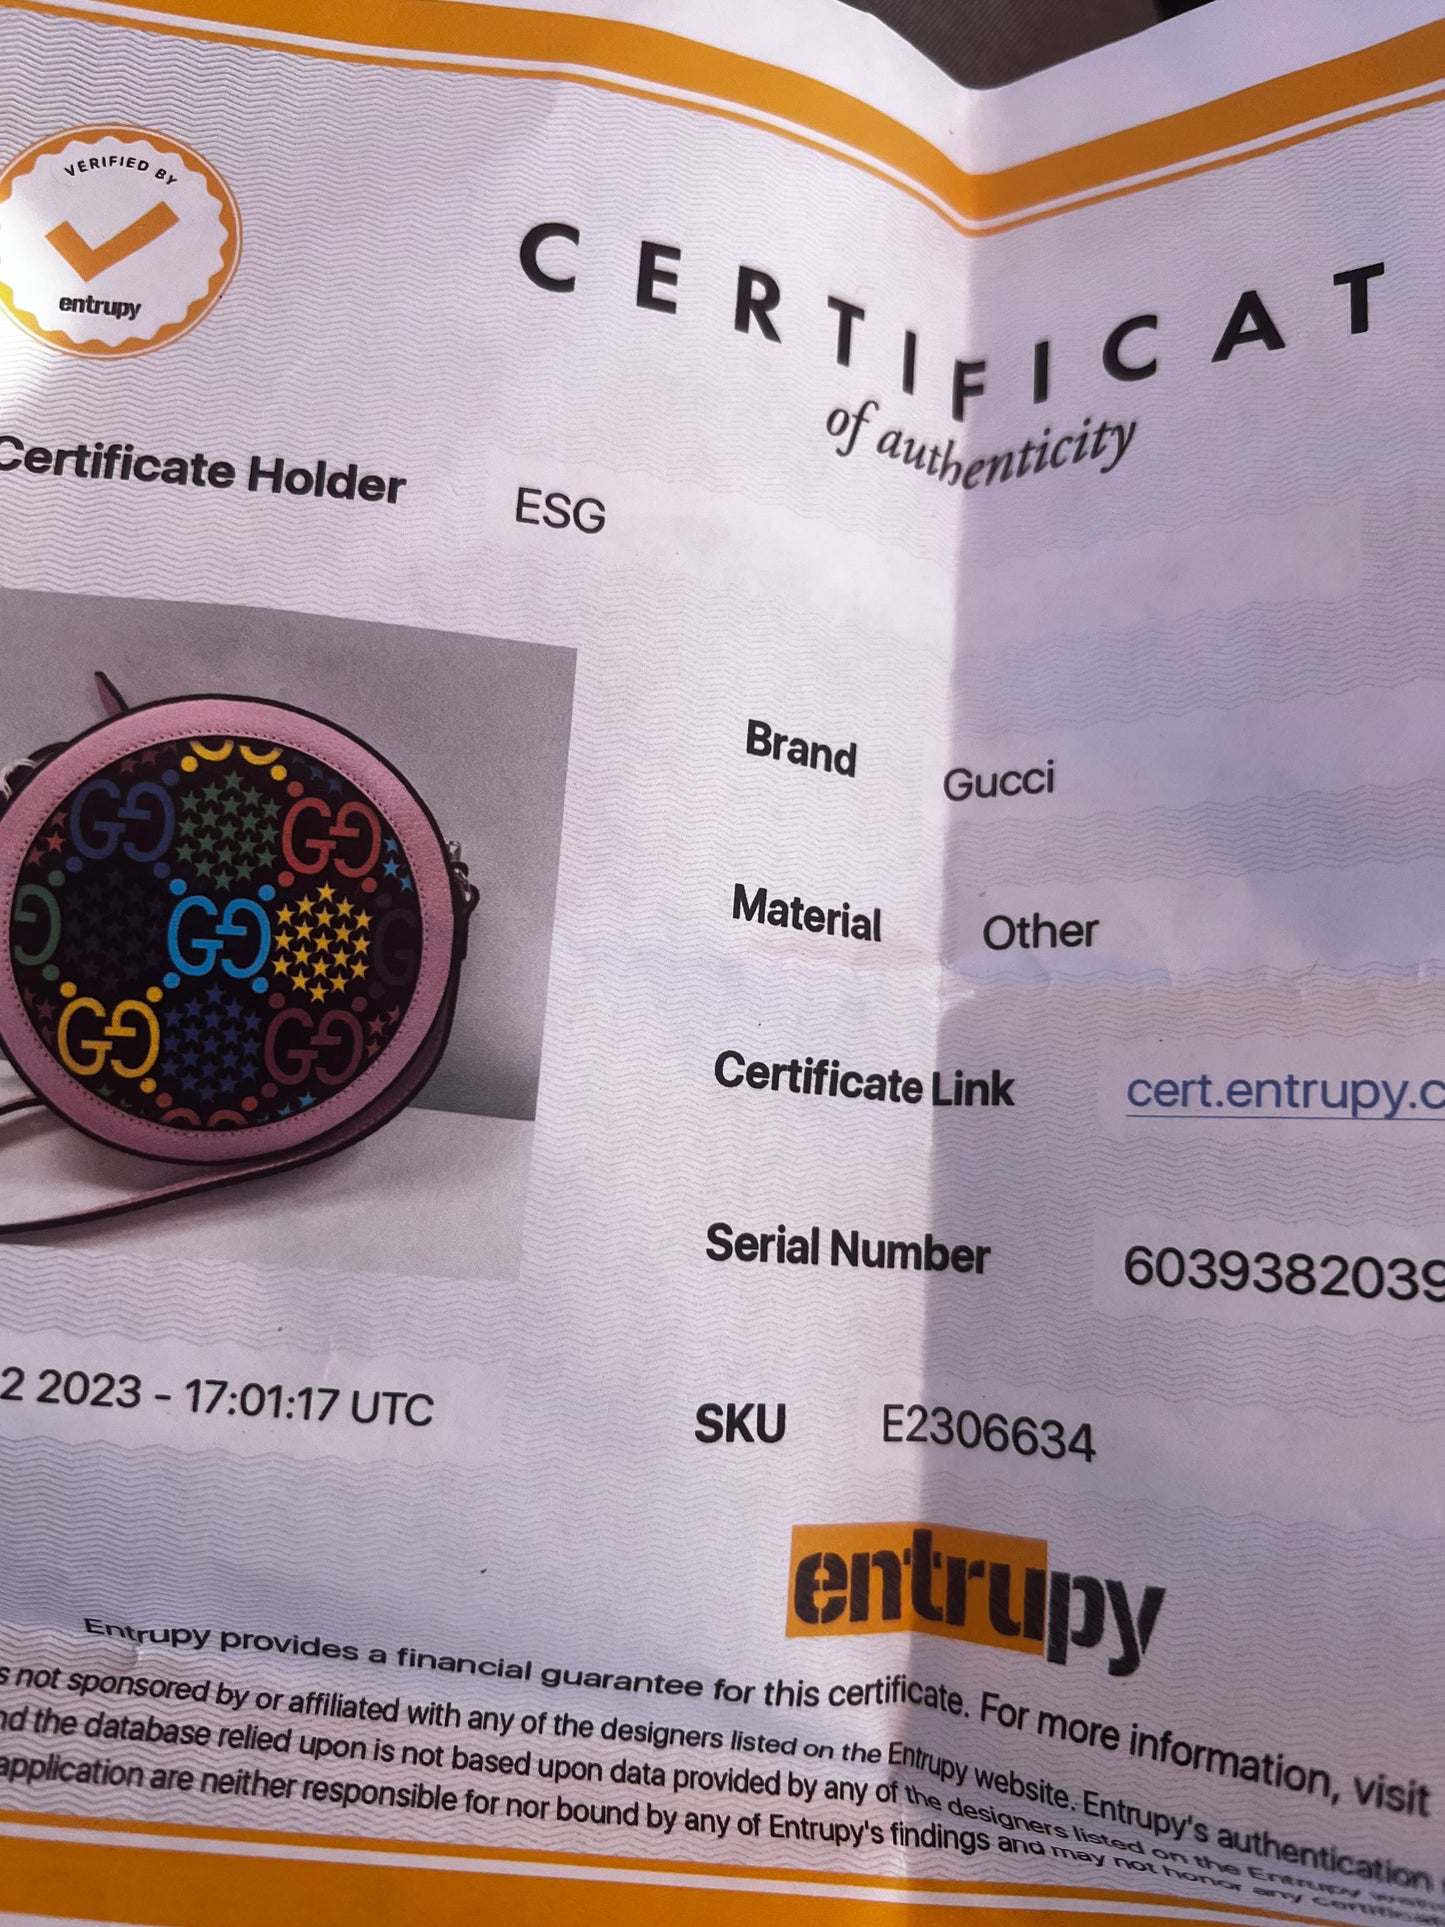 VERIFIED BY
entrupy
CERTIFICAT
of authenticity
Certificate Holder ESG
Brand Gucci
Material Other
Certificate Link cert.entrupy.c
Serial Number 6039382039
2 2023 - 17:01:17 UTC
SKU E2306634
entrupy
Entrupy provides a financial guarantee for this certificate. For more information, visit
s not sponsored by or affiliated with any of the designers listed on the Entrupy website. Entrupy's authentication
nd the database relied upon is not based upon data provided by any of the designers listed on the Entrupy
application are neither responsible for nor bound by any of Entrupy's findings and may not honor any